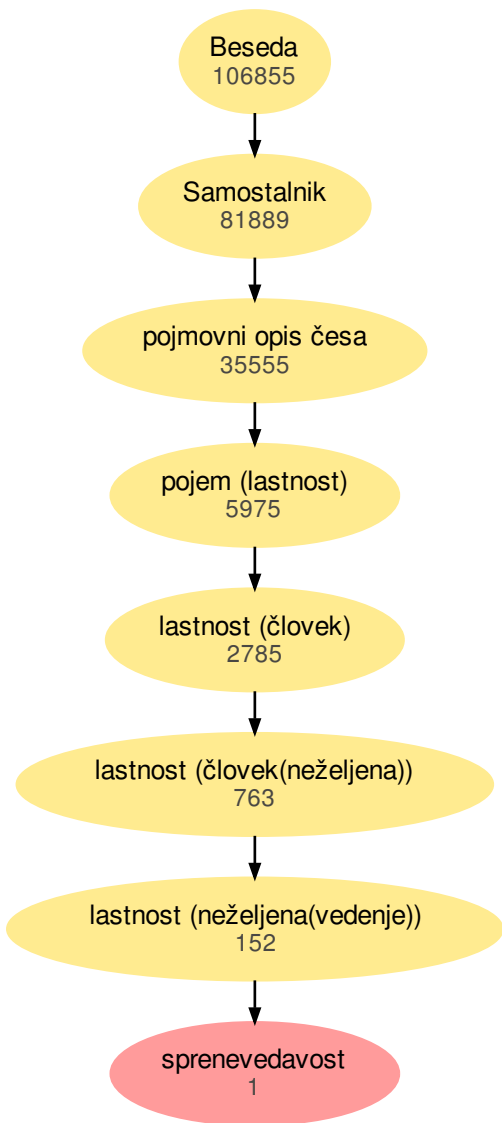 Beseda
106855
Samostalnik
81889
pojmovni opis česa
35555
pojem (lastnost)
5975
lastnost (človek)
2785
lastnost (človek(neželjena))
763
lastnost (neželjena(vedenje))
152
sprenevedavost
1